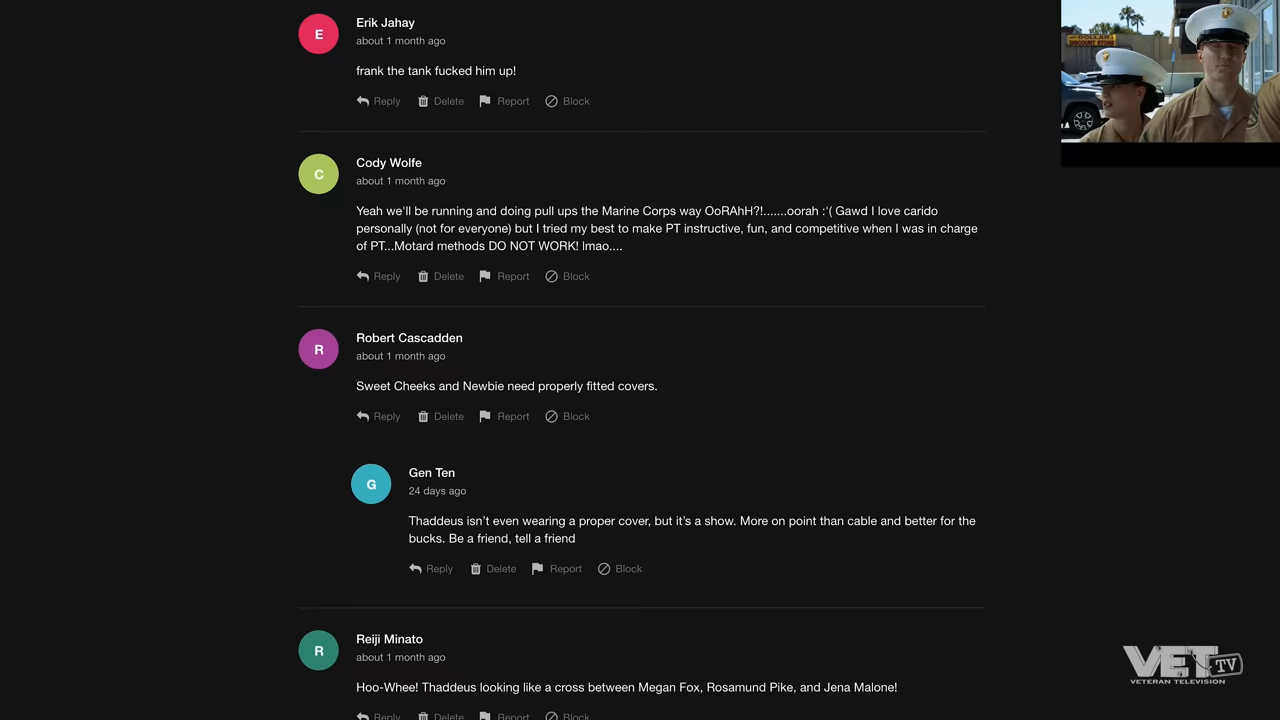 E
Erik Jahay
about 1 month ago
frank the tank fucked him up!
Reply Delete Report Block
C
Cody Wolfe
about 1 month ago
Yeah we'll be running and doing pull ups the Marine Corps way OoRAhH?!.......oorah :'( Gawd I love carido
personally (not for everyone) but I tried my best to make PT instructive, fun, and competitive when I was in charge
of PT...Motard methods DO NOT WORK! lmao....
Reply Delete Report Block
R
Robert Cascadden
about 1 month ago
Sweet Cheeks and Newbie need properly fitted covers.
Reply Delete Report Block
G
Gen Ten
24 days ago
Thaddeus isn’t even wearing a proper cover, but it’s a show. More on point than cable and better for the
bucks. Be a friend, tell a friend
Reply Delete Report Block
R
Reiji Minato
about 1 month ago
Hoo-Whee! Thaddeus looking like a cross between Megan Fox, Rosamund Pike, and Jena Malone!
Reply Delete Report Block
DOLLAR
DISCOUNT STORE
VET TV
VETERAN TELEVISION